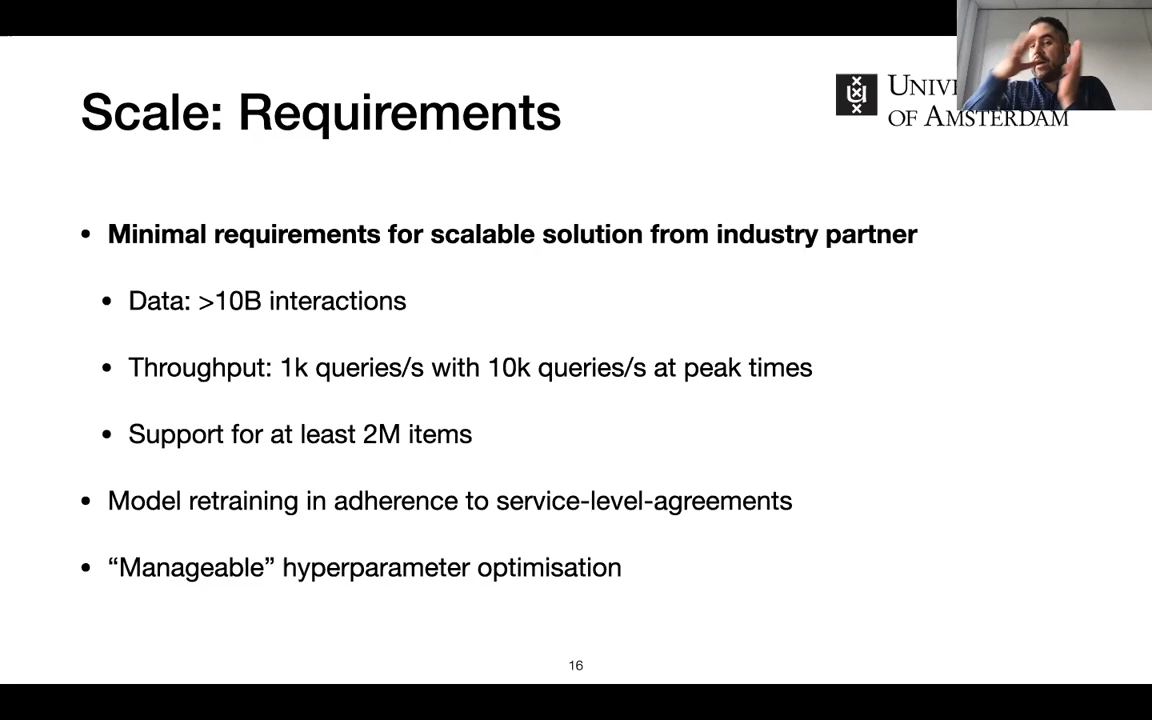 Scale: Requirements
OF AMSTERDAM
• Minimal requirements for scalable solution from industry partner
• Data: >10B interactions
• Throughput: 1k queries/s with 10k queries/s at peak times
• Support for at least 2M items
• Model retraining in adherence to service-level-agreements
• “Manageable” hyperparameter optimisation
16